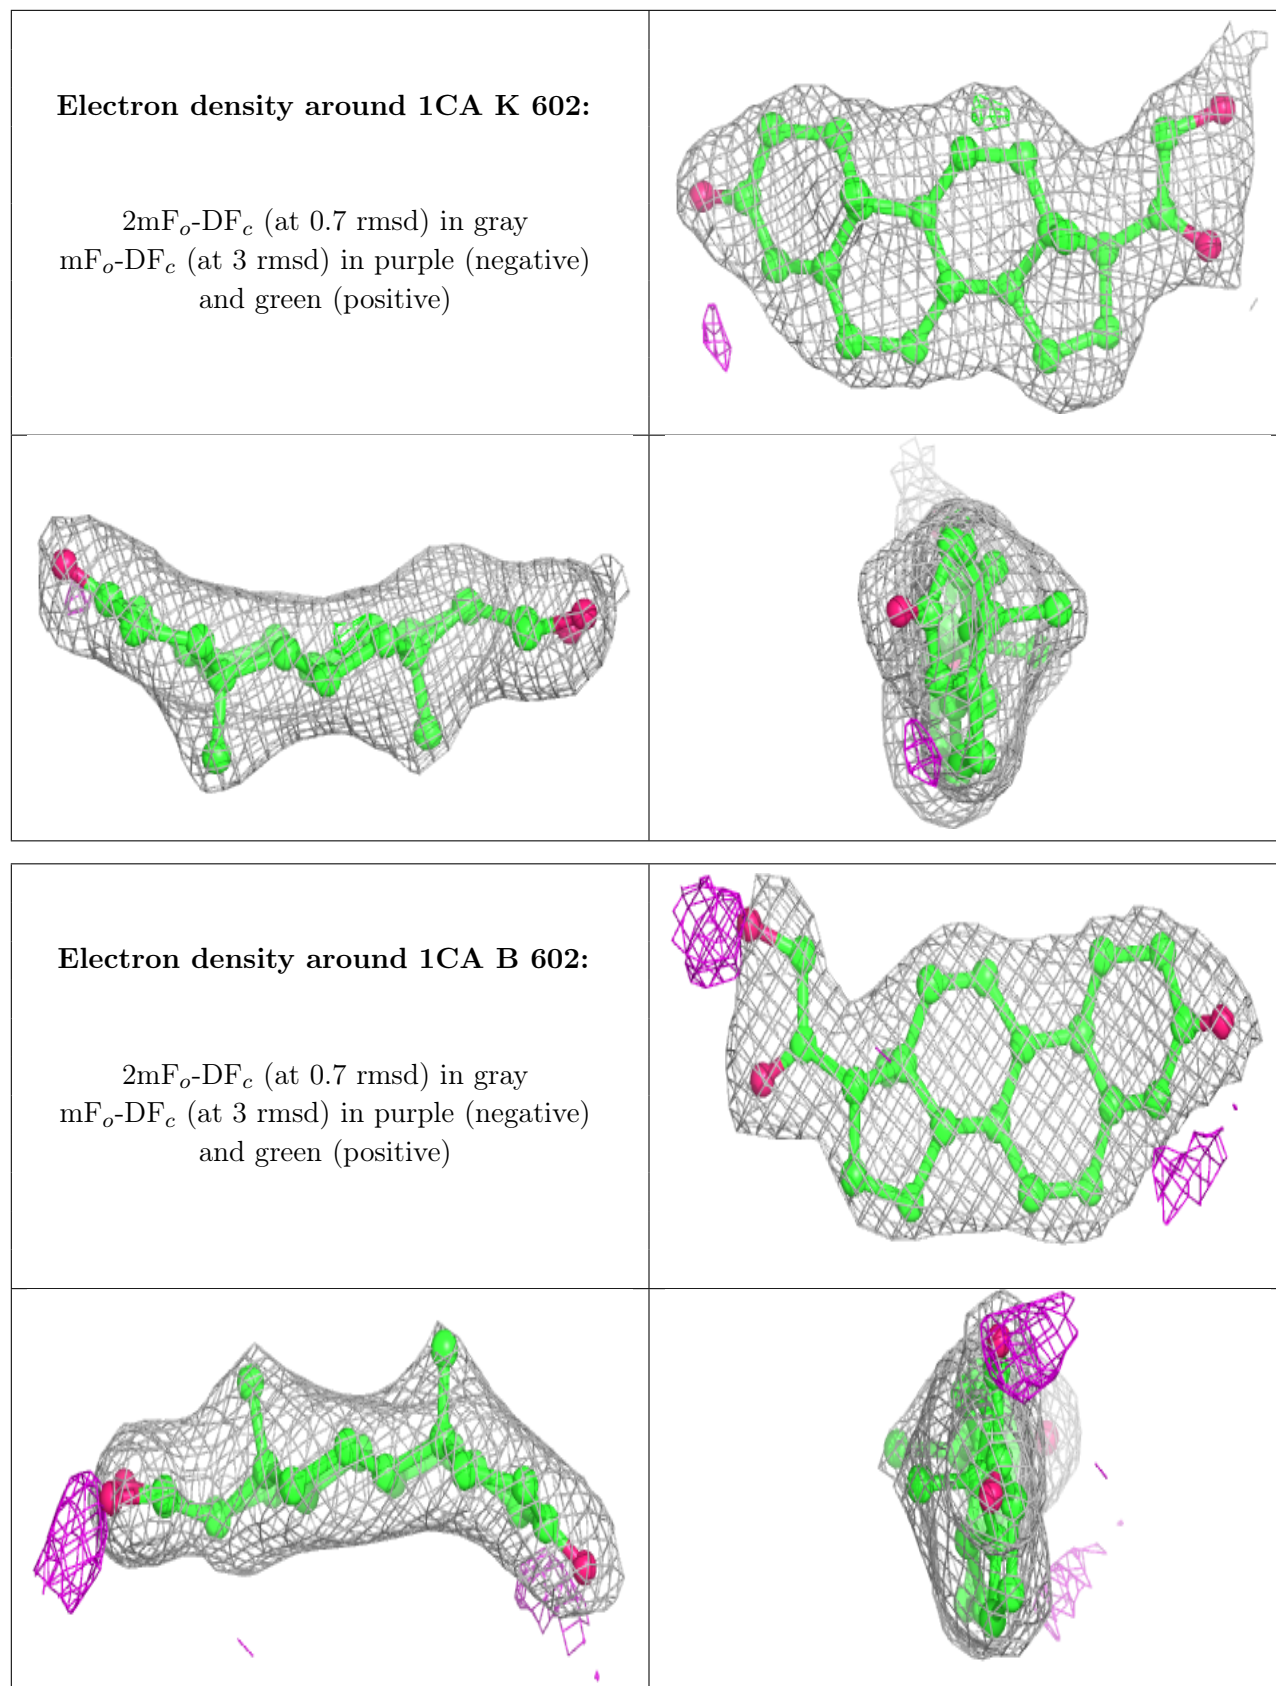 Electron density around 1CA K 602:
2mFo-DFc (at 0.7 rmsd) in gray
mFo-DFc (at 3 rmsd) in purple (negative)
and green (positive)
Electron density around 1CA B 602:
2mFo-DFc (at 0.7 rmsd) in gray
mFo-DFc (at 3 rmsd) in purple (negative)
and green (positive)